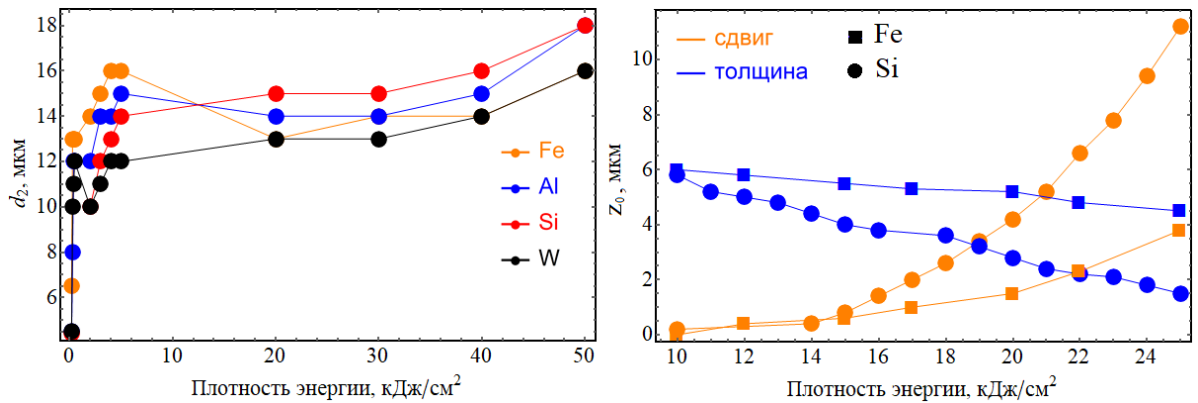 18
16
14
12
10
8
6
d₂, мкм
Fe
Al
Si
W
0 10 20 30 40 50
Плотность энергии, кДж/см²
10
8
6
4
2
0
Z₀, мкм
сдвиг Fe
толщина Si
10 12 14 16 18 20 22 24
Плотность энергии, кДж/см²